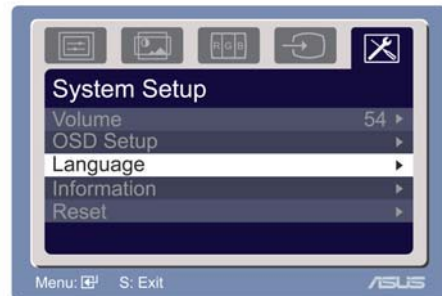 R G B
System Setup
Volume 54
OSD Setup
Language
Information
Reset
Menu: S: Exit ASUS